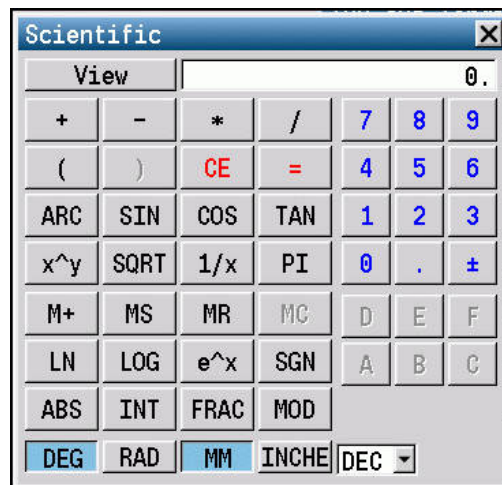 Scientific
View 0.
+ - * / 7 8 9
( ) CE = 4 5 6
ARC SIN COS TAN 1 2 3
x^y SQRT 1/x PI 0 . ±
M+ MS MR MC D E F
LN LOG e^x SGN A B C
ABS INT FRAC MOD
DEG RAD MM INCHE DEC